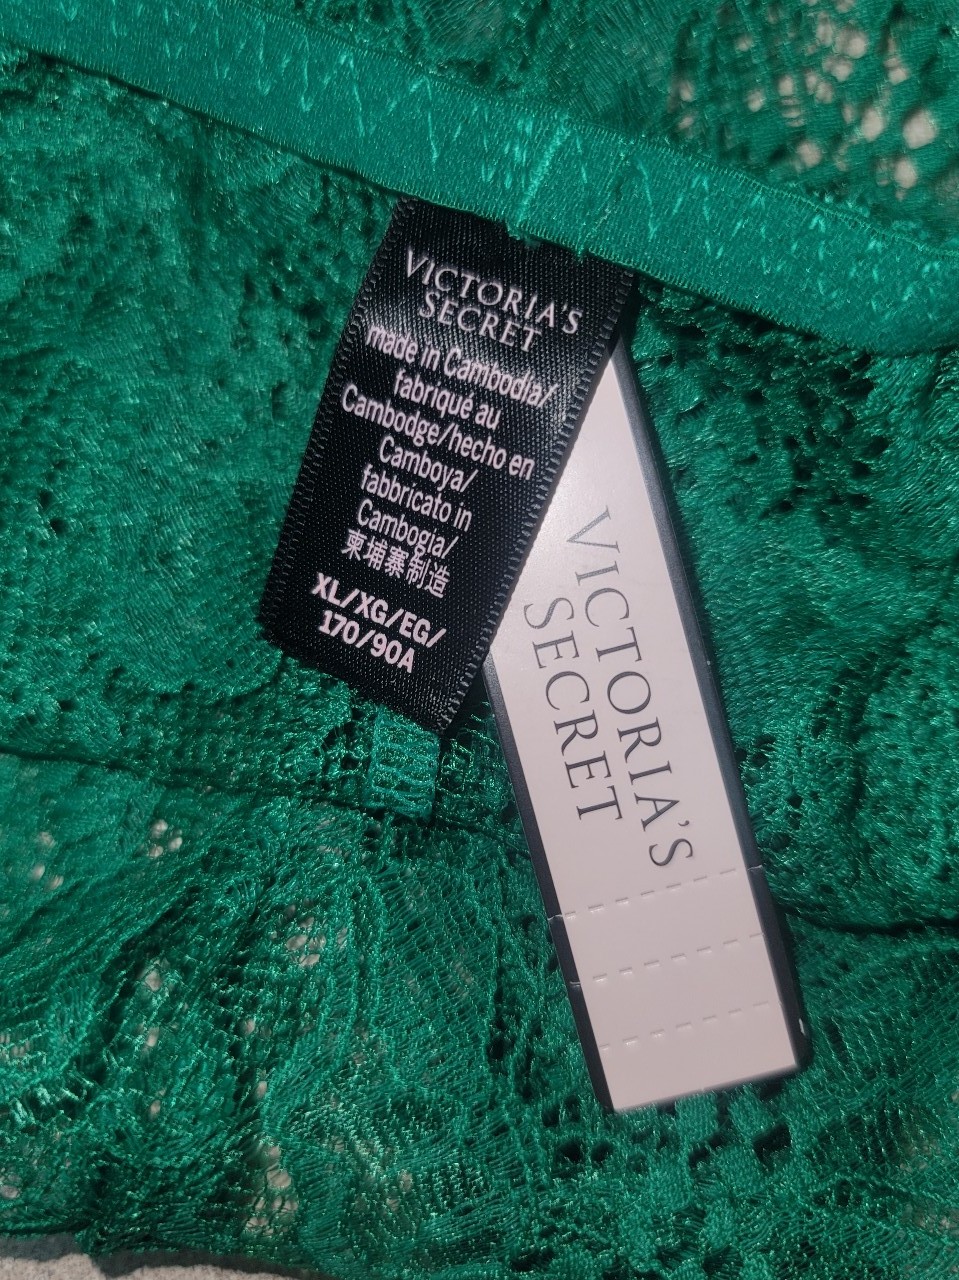 VICTORIA'S
SECRET
made in Cambodia/
fabriqué au
Cambodge/hecho en
Camboya/
fabbricato in
Cambogia/
柬埔寨制造
XL/XG/EG/
170/90A
VICTORIA'S
SECRET